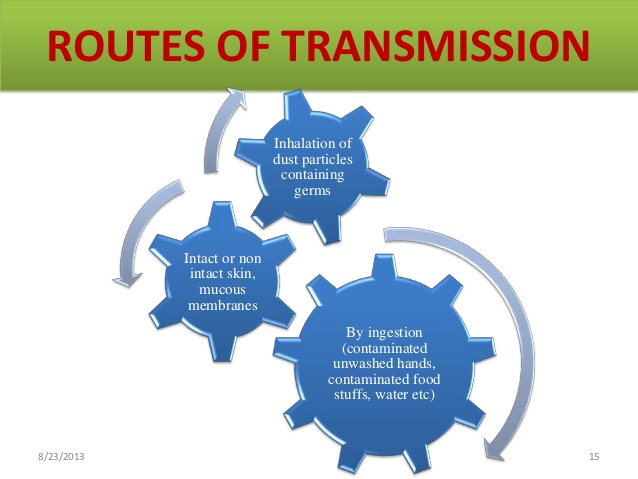 ROUTES OF TRANSMISSION
Inhalation of
dust particles
containing
germs
Intact or non
intact skin,
mucous
membranes
By ingestion
(contaminated
unwashed hands,
contaminated food
stuffs, water etc)
8/23/2013
15